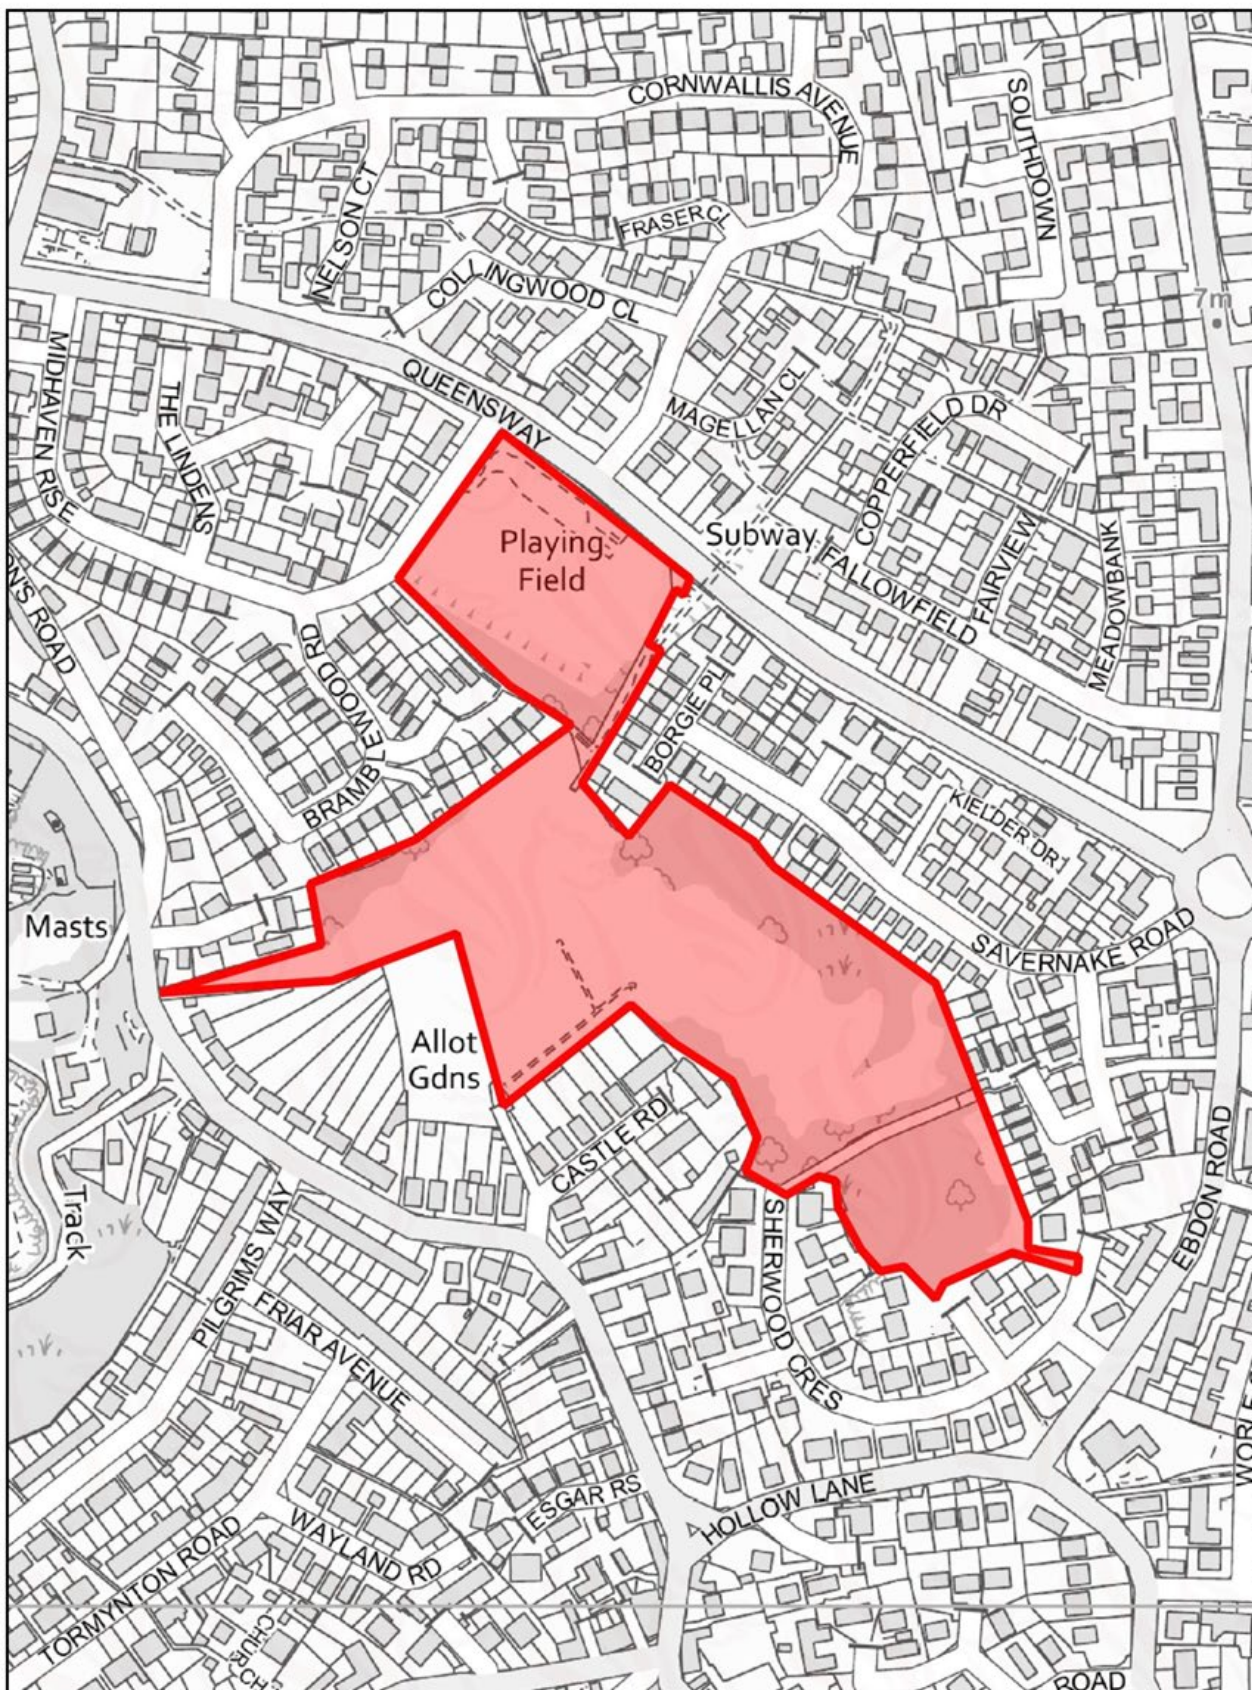 CORNWALLIS AVENUE
SOUTHDOWN
NELSON CT
FRASER CL
COLLINGWOOD CL
7m
MIDHAVEN RISE
THE LINDENS
QUEENSWAY
MAGELLAN CL
COPPERFIELD DR
Playing
Field
Subway
FALLOWFIELD
FAIRVIEW
MEADOWBANK
ROAD
BRAMBLEWOOD RD
BORGIE PL
KIELDER DR
Masts
SAVERNAKE ROAD
Allot
Gdns
CASTLE RD
Track
PILGRIMS WAY
SHERWOOD CRES
EBDON ROAD
FRIAR AVENUE
ESGAR RS
HOLLOW LANE
WAYLAND RD
TORMYNTON ROAD
ROAD